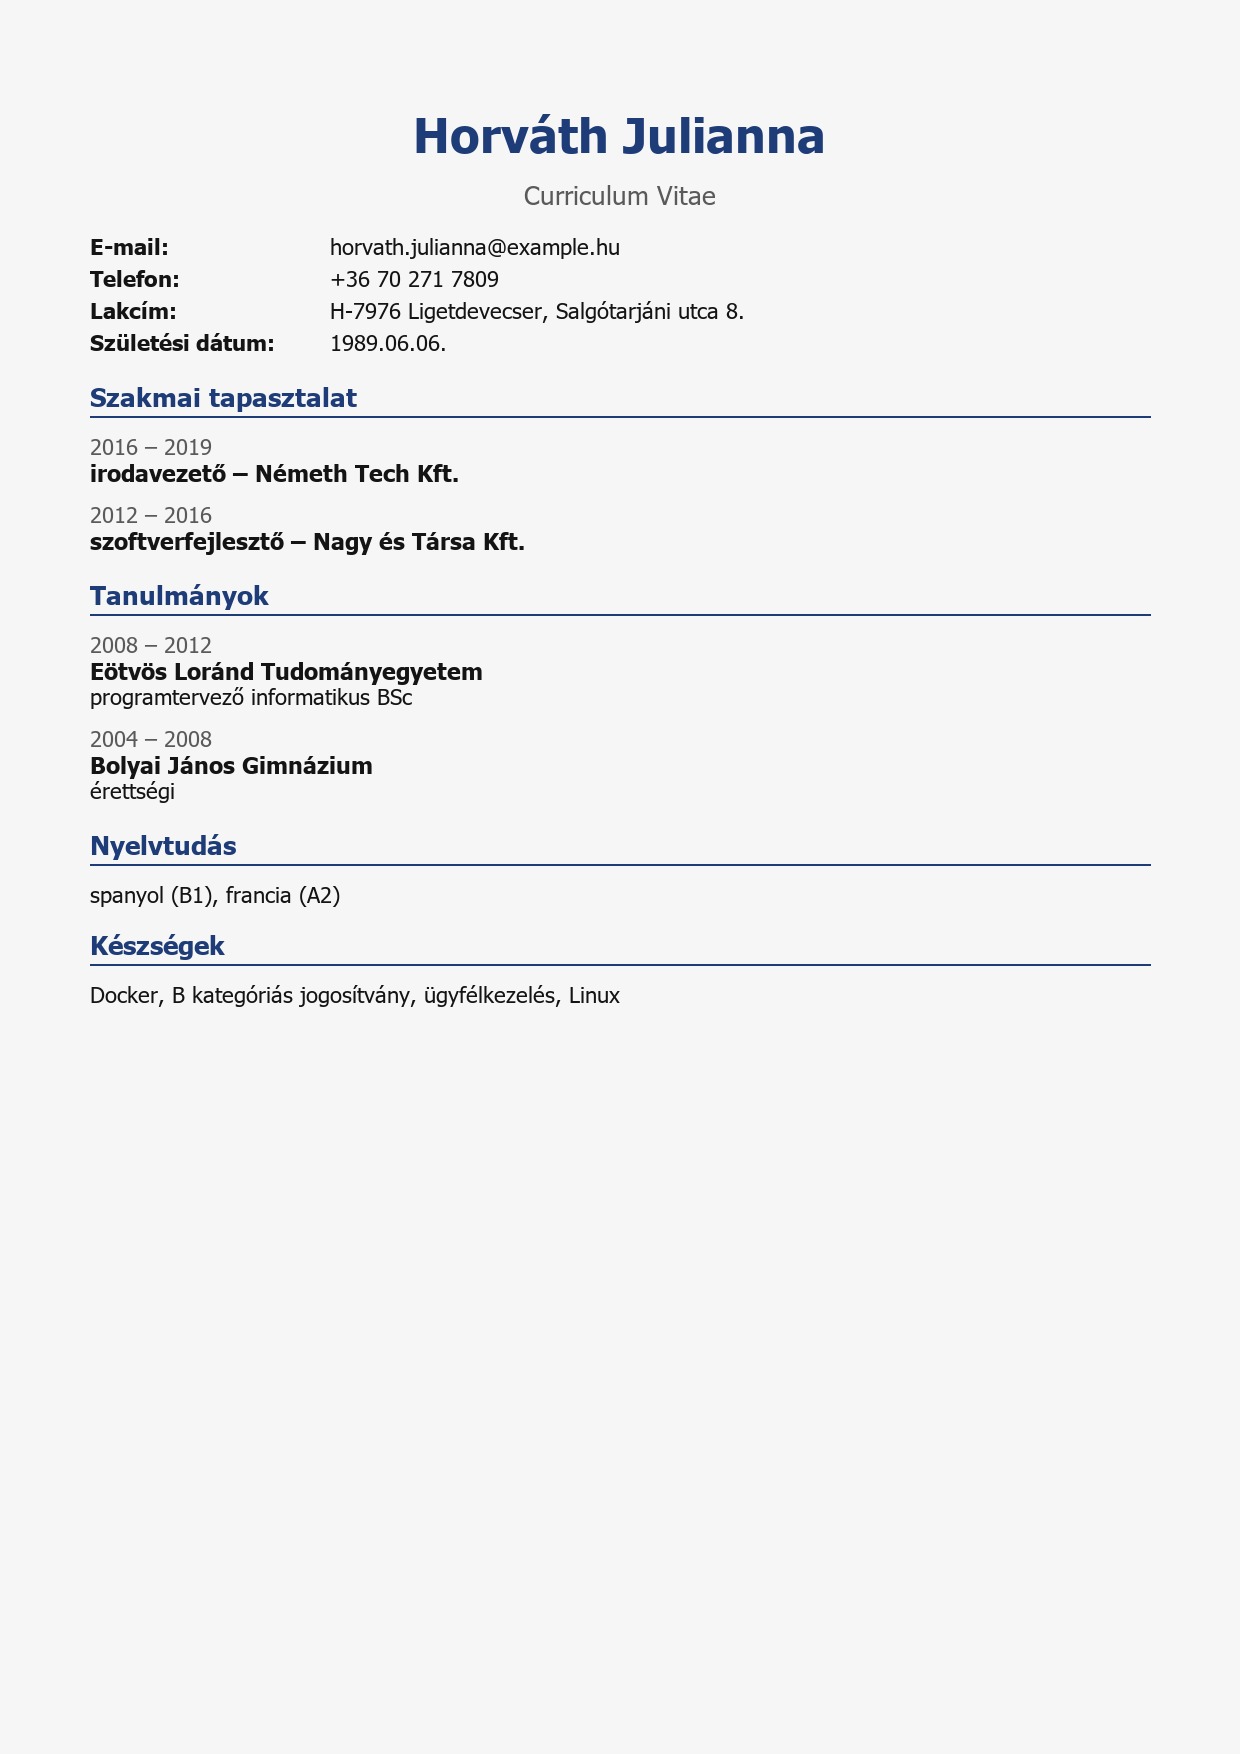 Horváth Julianna
Curriculum Vitae
E-mail: horvath.julianna@example.hu
Telefon: +36 70 271 7809
Lakcím: H-7976 Ligetdevecser, Salgótarjáni utca 8.
Születési dátum: 1989.06.06.
Szakmai tapasztalat
2016 – 2019
irodavezető – Németh Tech Kft.
2012 – 2016
szoftverfejlesztő – Nagy és Társa Kft.
Tanulmányok
2008 – 2012
Eötvös Loránd Tudományegyetem
programtervező informatikus BSc
2004 – 2008
Bolyai János Gimnázium
érettségi
Nyelvtudás
spanyol (B1), francia (A2)
Készségek
Docker, B kategóriás jogosítvány, ügyfélkezelés, Linux